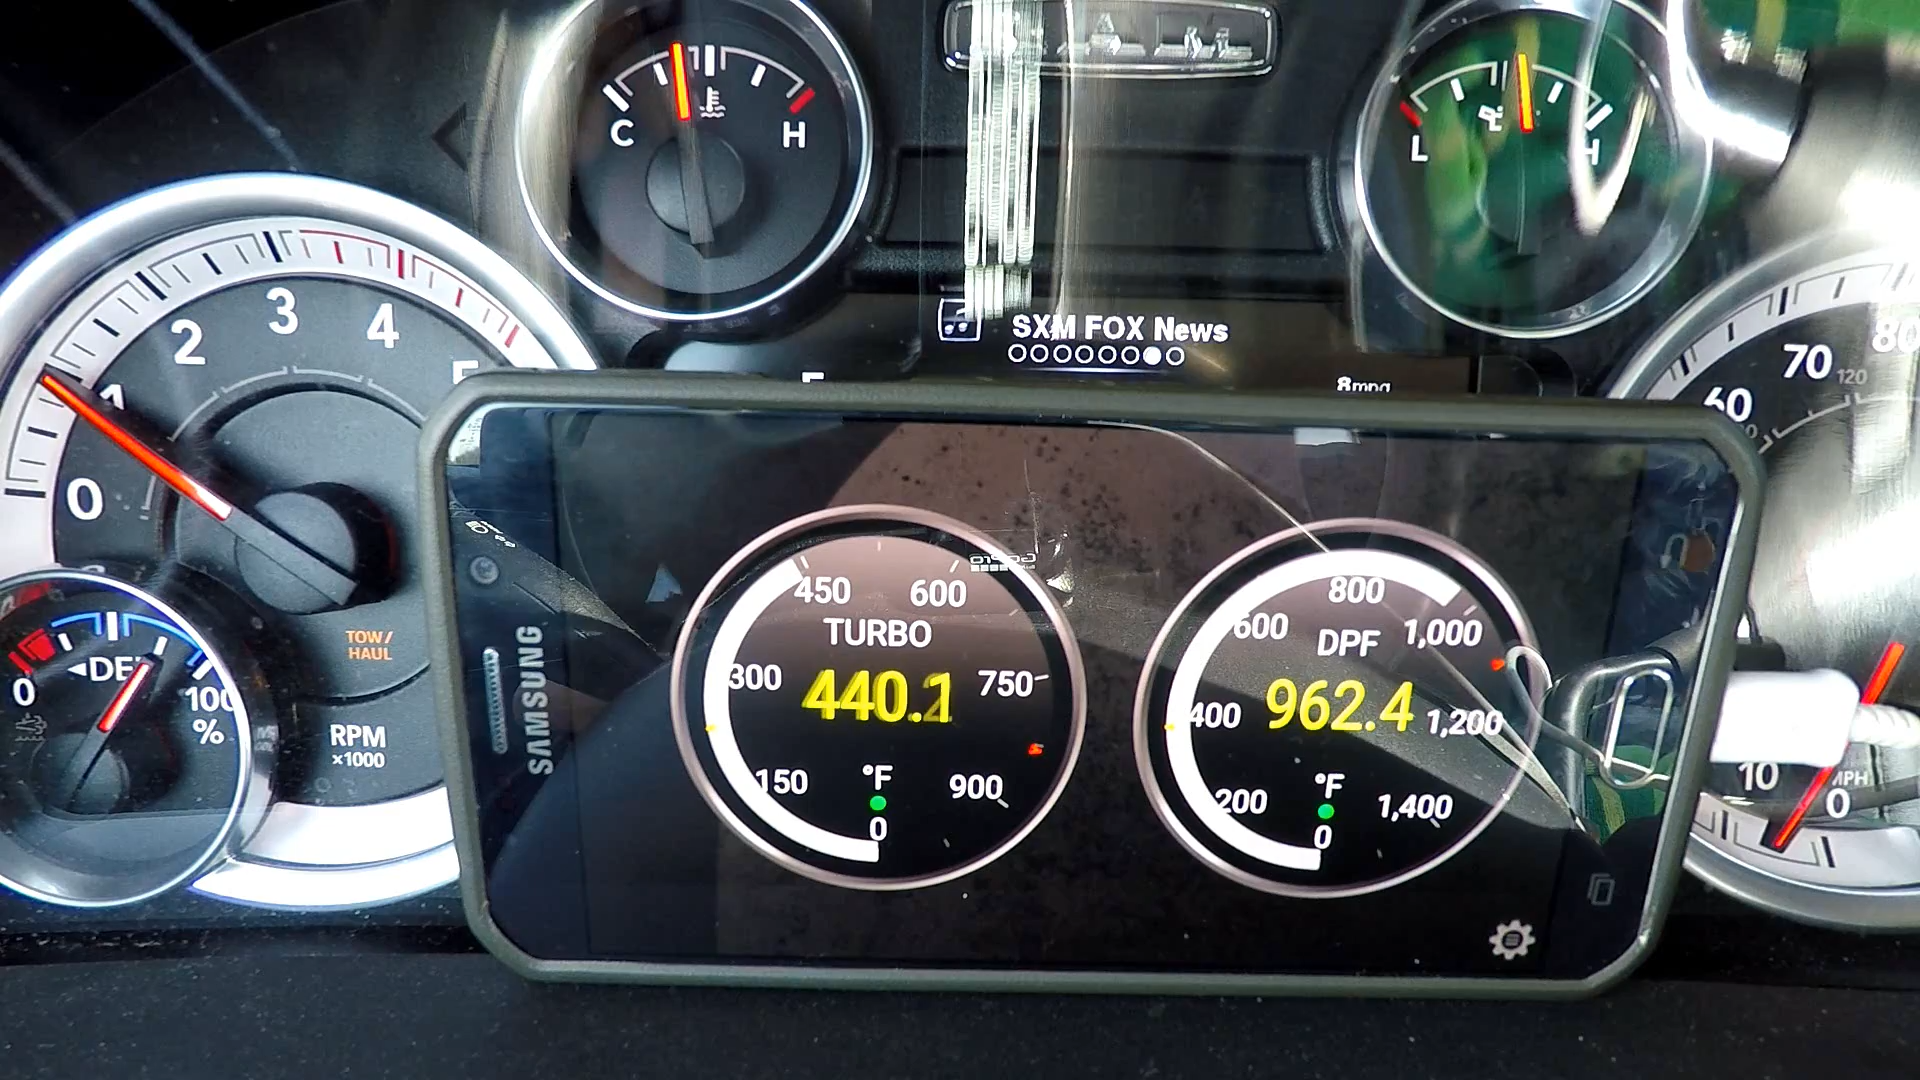 C
H
L
H
SXM FOX News
8mpg
0
1
2
3
4
5
TOW/
HAUL
RPM
×1000
0
DEF
100
%
60
70
80
120
10
0
MPH
SAMSUNG
0
150
300
450
600
750
900
TURBO
440.1
°F
0
200
400
600
800
1,000
1,200
1,400
DPF
962.4
°F